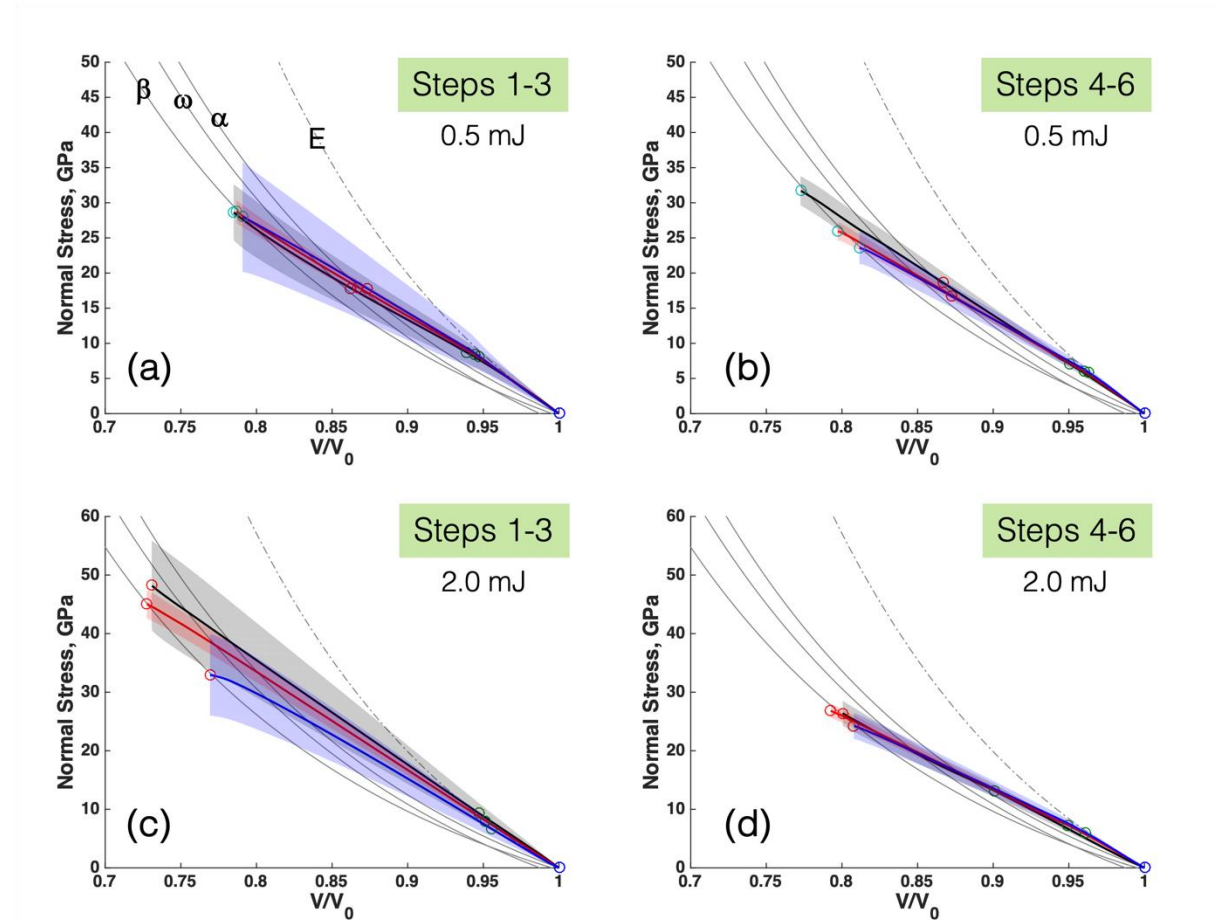 50
45
40
35
30
25
20
15
10
5
0
Normal Stress, GPa
β
ω
α
E
Steps 1-3
0.5 mJ
(a)
0.7 0.75 0.8 0.85 0.9 0.95 1
V/V0
50
45
40
35
30
25
20
15
10
5
0
Normal Stress, GPa
Steps 4-6
0.5 mJ
(b)
0.7 0.75 0.8 0.85 0.9 0.95 1
V/V0
60
50
40
30
20
10
0
Normal Stress, GPa
Steps 1-3
2.0 mJ
(c)
0.7 0.75 0.8 0.85 0.9 0.95 1
V/V0
60
50
40
30
20
10
0
Normal Stress, GPa
Steps 4-6
2.0 mJ
(d)
0.7 0.75 0.8 0.85 0.9 0.95 1
V/V0